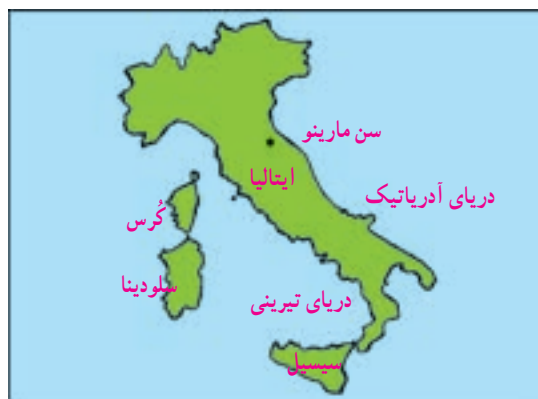 سن مارینو
ایتالیا
دریای آدریاتیک
کُرس
سلودینا
دریای تیرینی
سیسیل